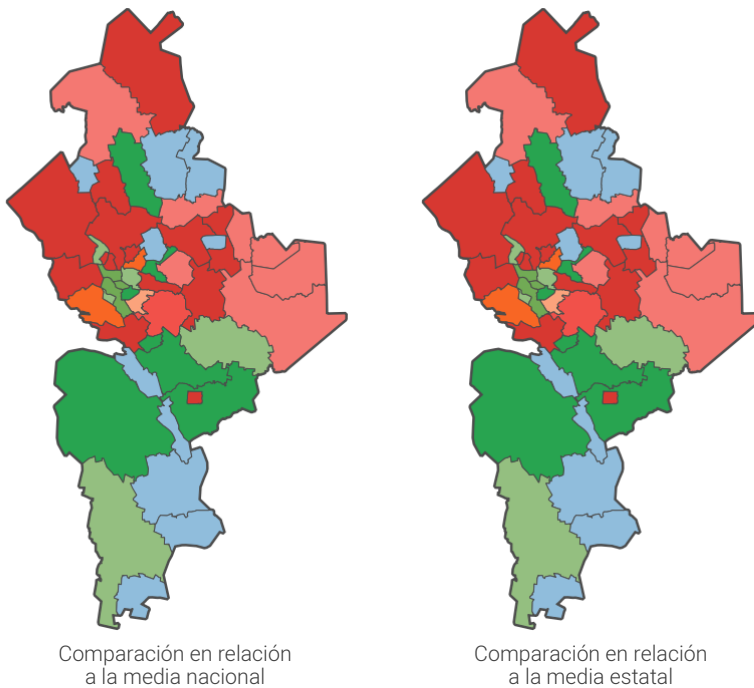 Comparación en relación
a la media nacional
Comparación en relación
a la media estatal